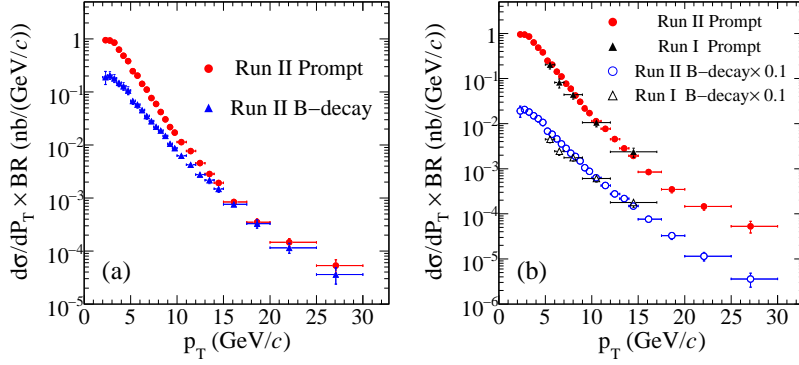 dσ/dP_T × BR (nb/(GeV/c))
1
10⁻¹
10⁻²
10⁻³
10⁻⁴
10⁻⁵
Run II Prompt
Run II B−decay
(a)
0 5 10 15 20 25 30
p_T (GeV/c)
dσ/dP_T × BR (nb/(GeV/c))
1
10⁻¹
10⁻²
10⁻³
10⁻⁴
10⁻⁵
10⁻⁶
Run II Prompt
Run I Prompt
Run II B−decay× 0.1
Run I B−decay× 0.1
(b)
0 5 10 15 20 25 30
p_T (GeV/c)